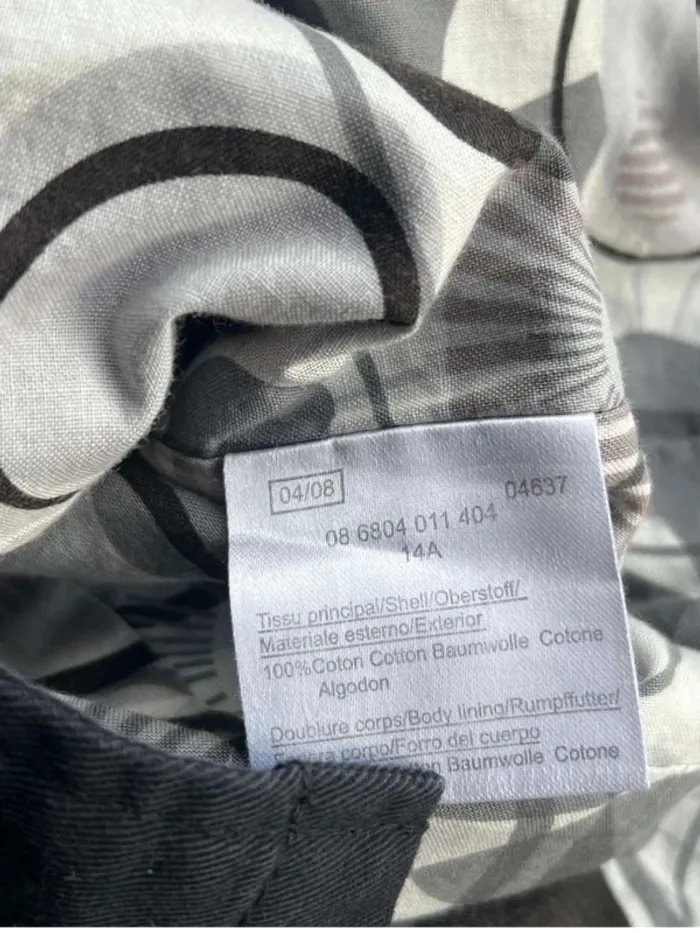 04/08 04637
08 6804 011 404
14A
Tissu principal/Shell/Oberstoff/
Materiale esterno/Exterior
100%Coton Cotton Baumwolle Cotone
Algodon
Doublure corps/Body lining/Rumpffutter/
corpo/Forro del cuerpo
Baumwolle Cotone